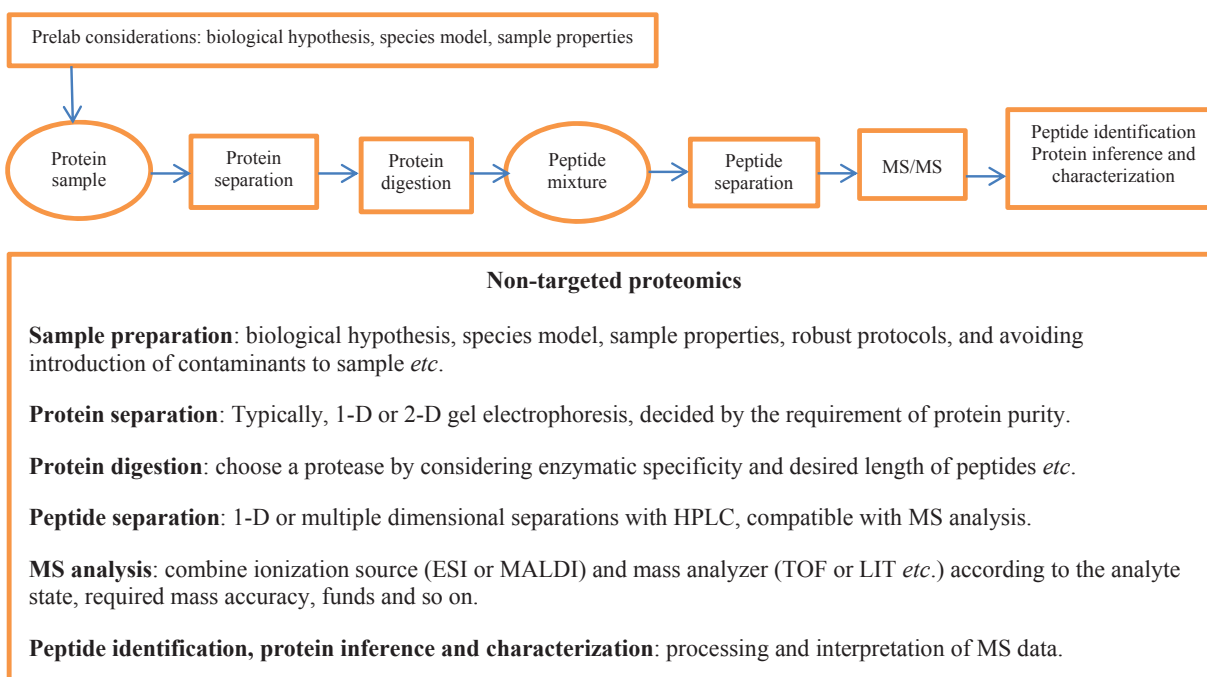 Prelab considerations: biological hypothesis, species model, sample properties
Protein
sample
Protein
separation
Protein
digestion
Peptide
mixture
Peptide
separation
MS/MS
Peptide identification
Protein inference and
characterization
Non-targeted proteomics
Sample preparation: biological hypothesis, species model, sample properties, robust protocols, and avoiding
introduction of contaminants to sample etc.
Protein separation: Typically, 1-D or 2-D gel electrophoresis, decided by the requirement of protein purity.
Protein digestion: choose a protease by considering enzymatic specificity and desired length of peptides etc.
Peptide separation: 1-D or multiple dimensional separations with HPLC, compatible with MS analysis.
MS analysis: combine ionization source (ESI or MALDI) and mass analyzer (TOF or LIT etc.) according to the analyte
state, required mass accuracy, funds and so on.
Peptide identification, protein inference and characterization: processing and interpretation of MS data.